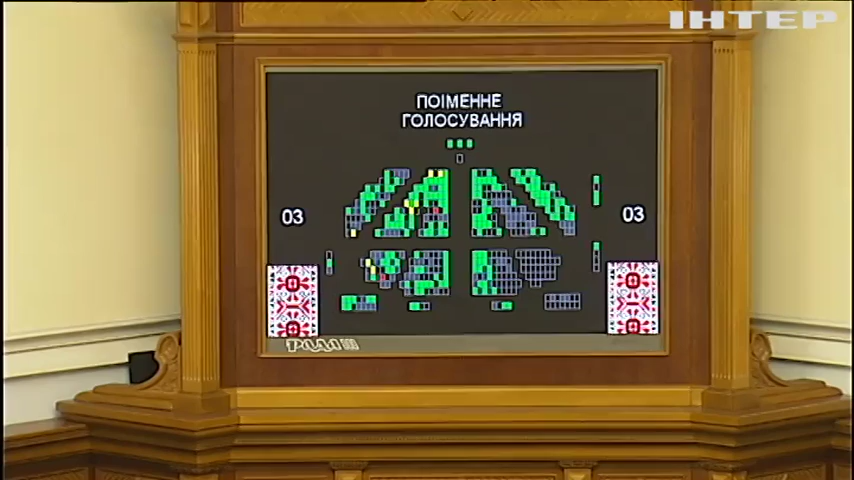 ІНТЕР
ПОІМЕННЕ
ГОЛОСУВАННЯ
03
03
РАДА